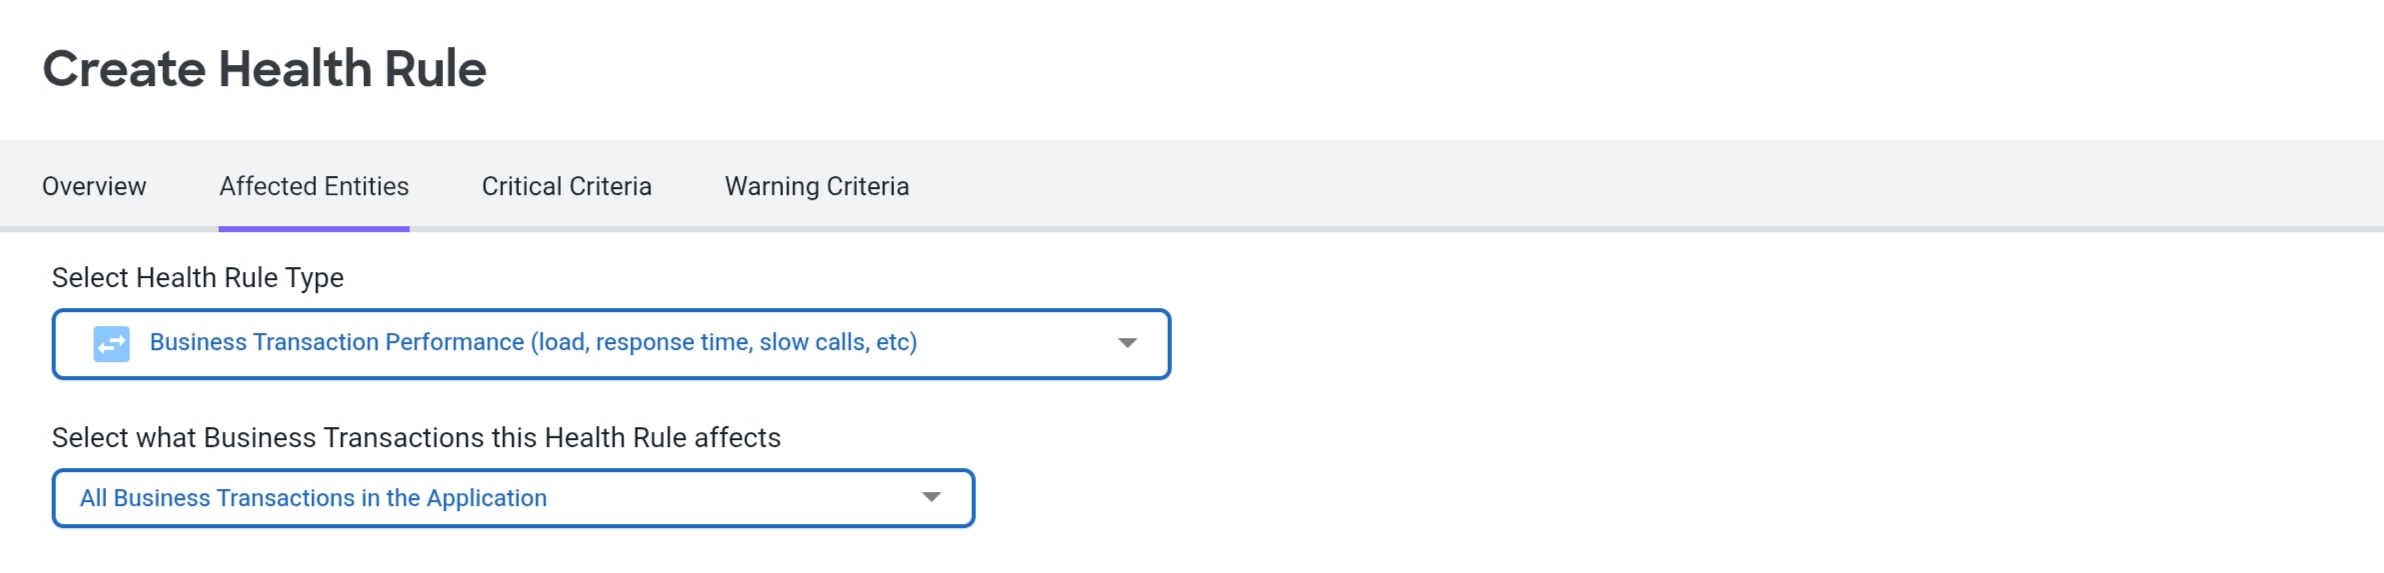 Create Health Rule
Overview Affected Entities Critical Criteria Warning Criteria
Select Health Rule Type
Business Transaction Performance (load, response time, slow calls, etc)
Select what Business Transactions this Health Rule affects
All Business Transactions in the Application